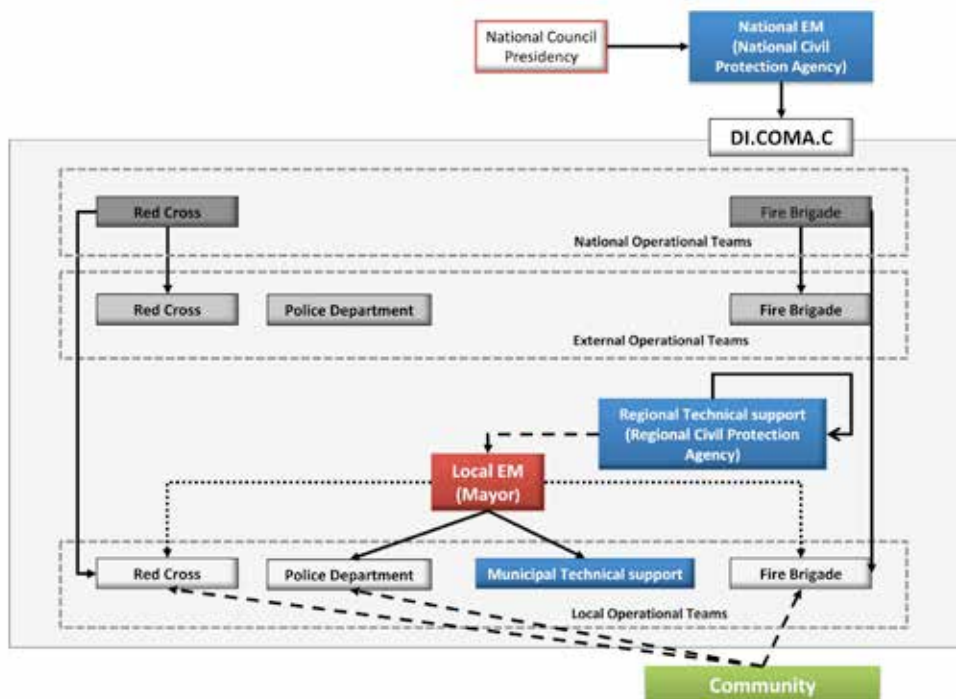 National Council
Presidency
National EM
(National Civil
Protection Agency)
DI.COMA.C
Red Cross
Fire Brigade
National Operational Teams
Red Cross
Police Department
Fire Brigade
External Operational Teams
Regional Technical support
(Regional Civil Protection
Agency)
Local EM
(Mayor)
Red Cross
Police Department
Municipal Technical support
Fire Brigade
Local Operational Teams
Community